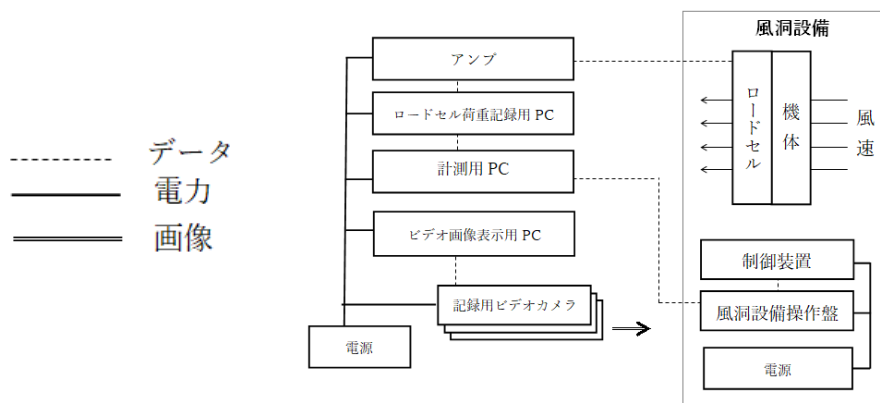 データ
電力
画像
アンプ
ロードセル荷重記録用 PC
計測用 PC
ビデオ画像表示用 PC
記録用ビデオカメラ
電源
風洞設備
ロードセル
機体
風速
制御装置
風洞設備操作盤
電源